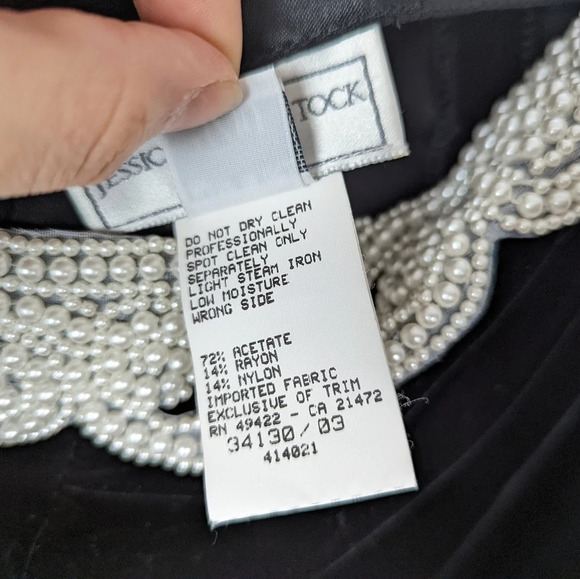 JESSIC
TOCK
DO NOT DRY CLEAN
PROFESSIONALLY
SPOT CLEAN ONLY
SEPARATELY
LIGHT STEAM IRON
LOW MOISTURE
WRONG SIDE
72% ACETATE
14% RAYON
14% NYLON
IMPORTED FABRIC
EXCLUSIVE OF TRIM
RN 49422 - CA 21472
34130/03
414021